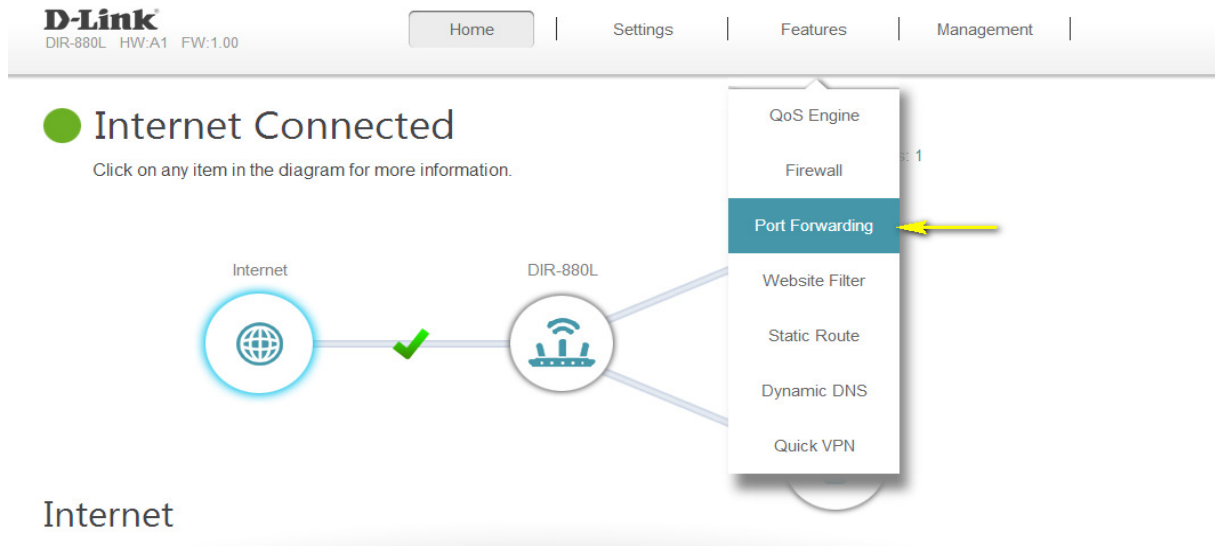 D-Link
DIR-880L HW:A1 FW:1.00
Home
Settings
Features
Management
Internet Connected
Click on any item in the diagram for more information.
QoS Engine
Firewall
Port Forwarding
Website Filter
Static Route
Dynamic DNS
Quick VPN
: 1
Internet
DIR-880L
Internet